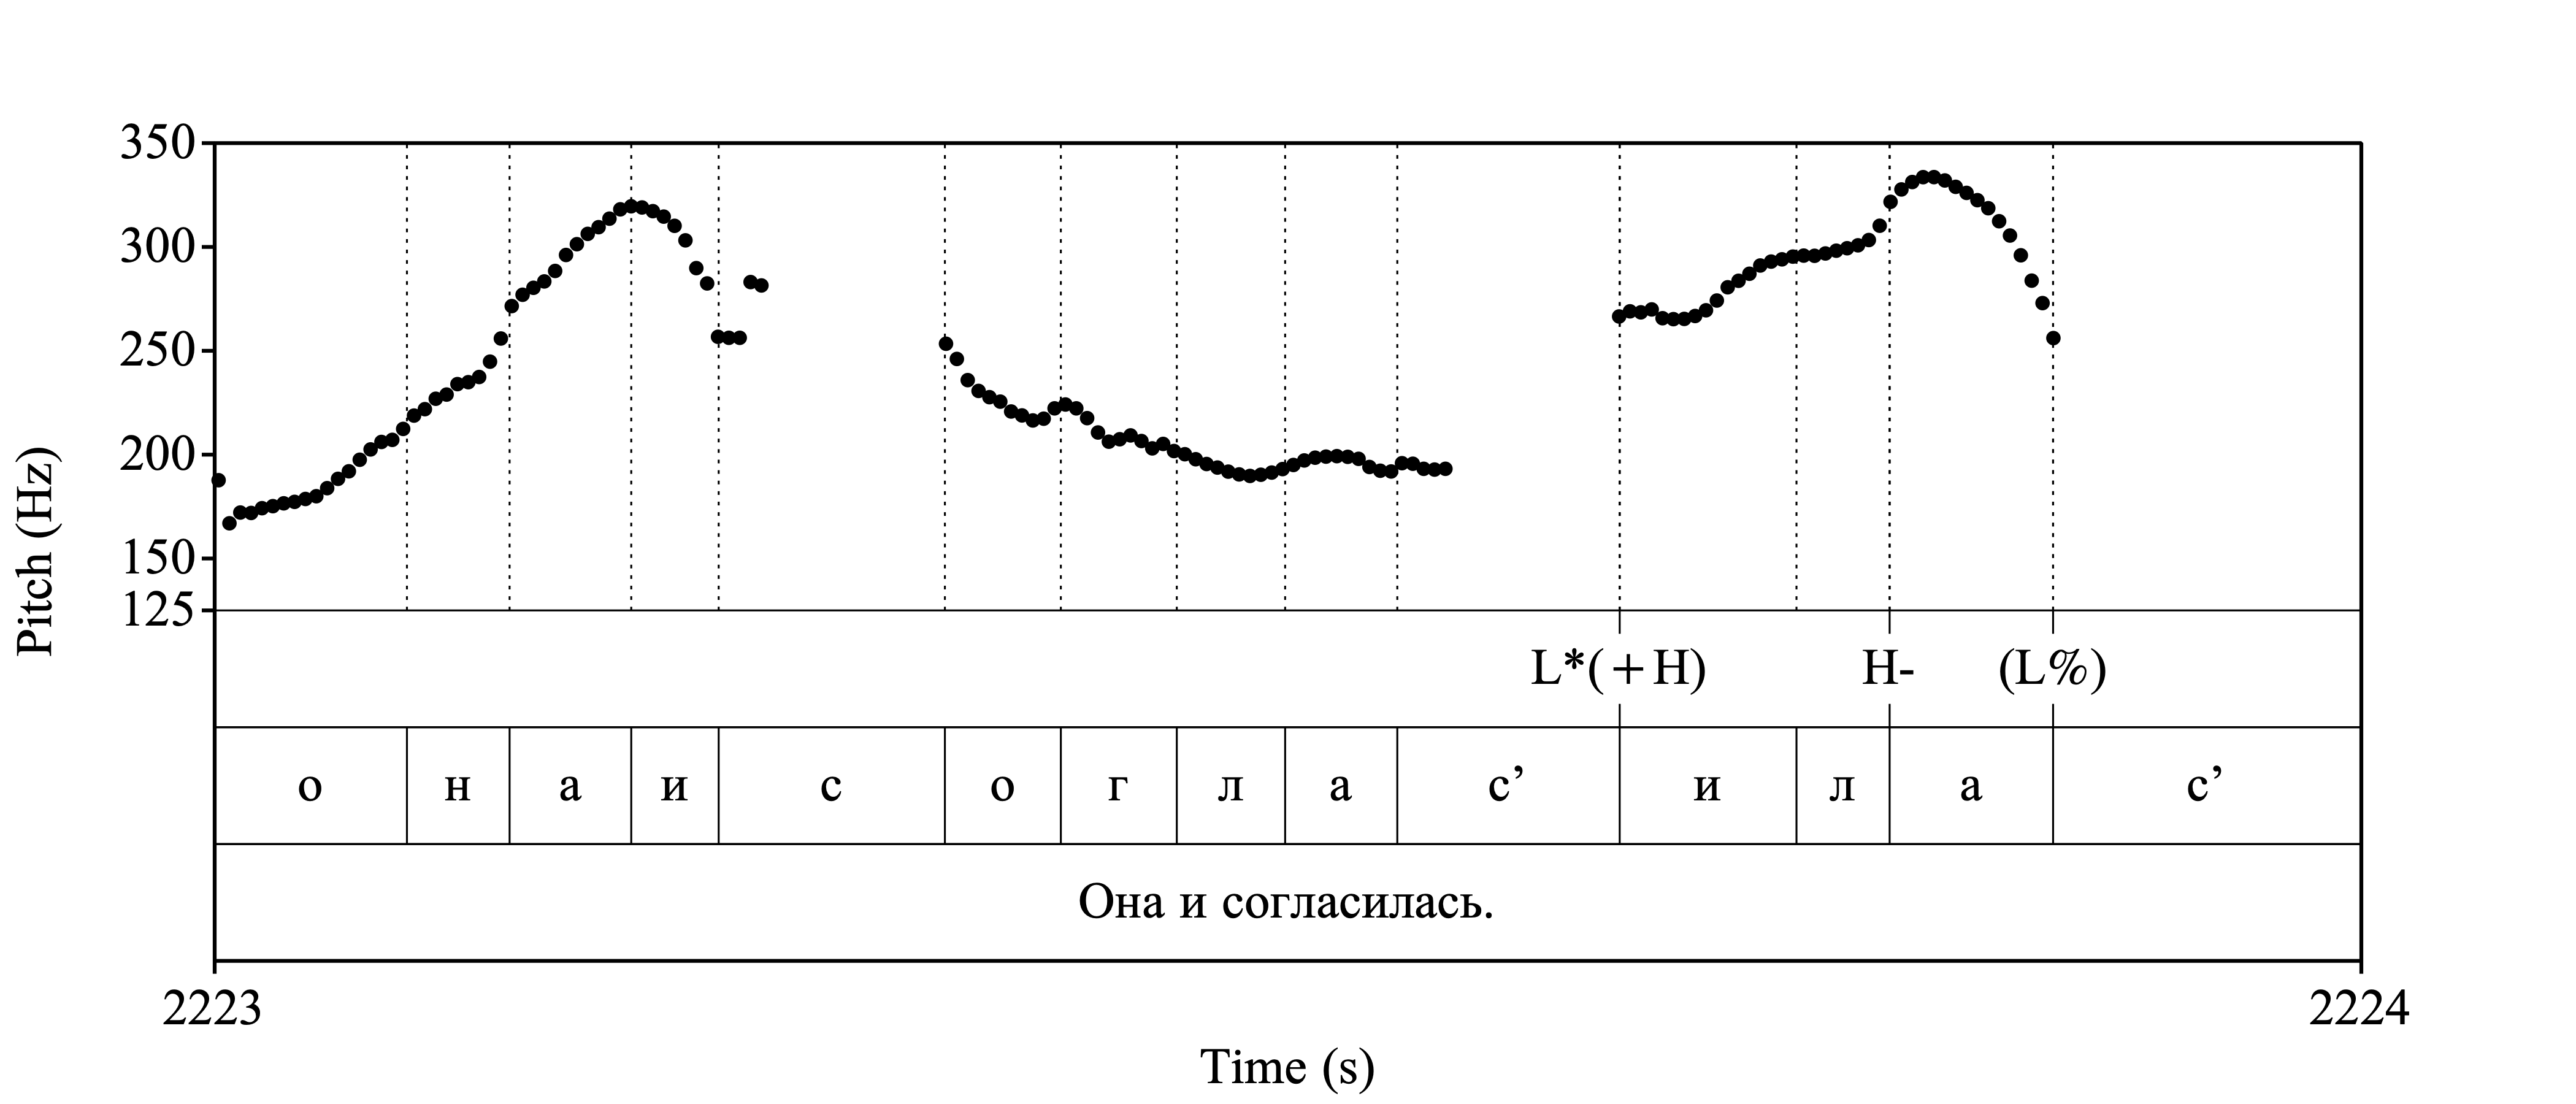 350
300
250
200
150
125
Pitch (Hz)
L*(+H) H- (L%)
о н а и с о г л а с’ и л а с’
Она и согласилась.
2223 2224
Time (s)